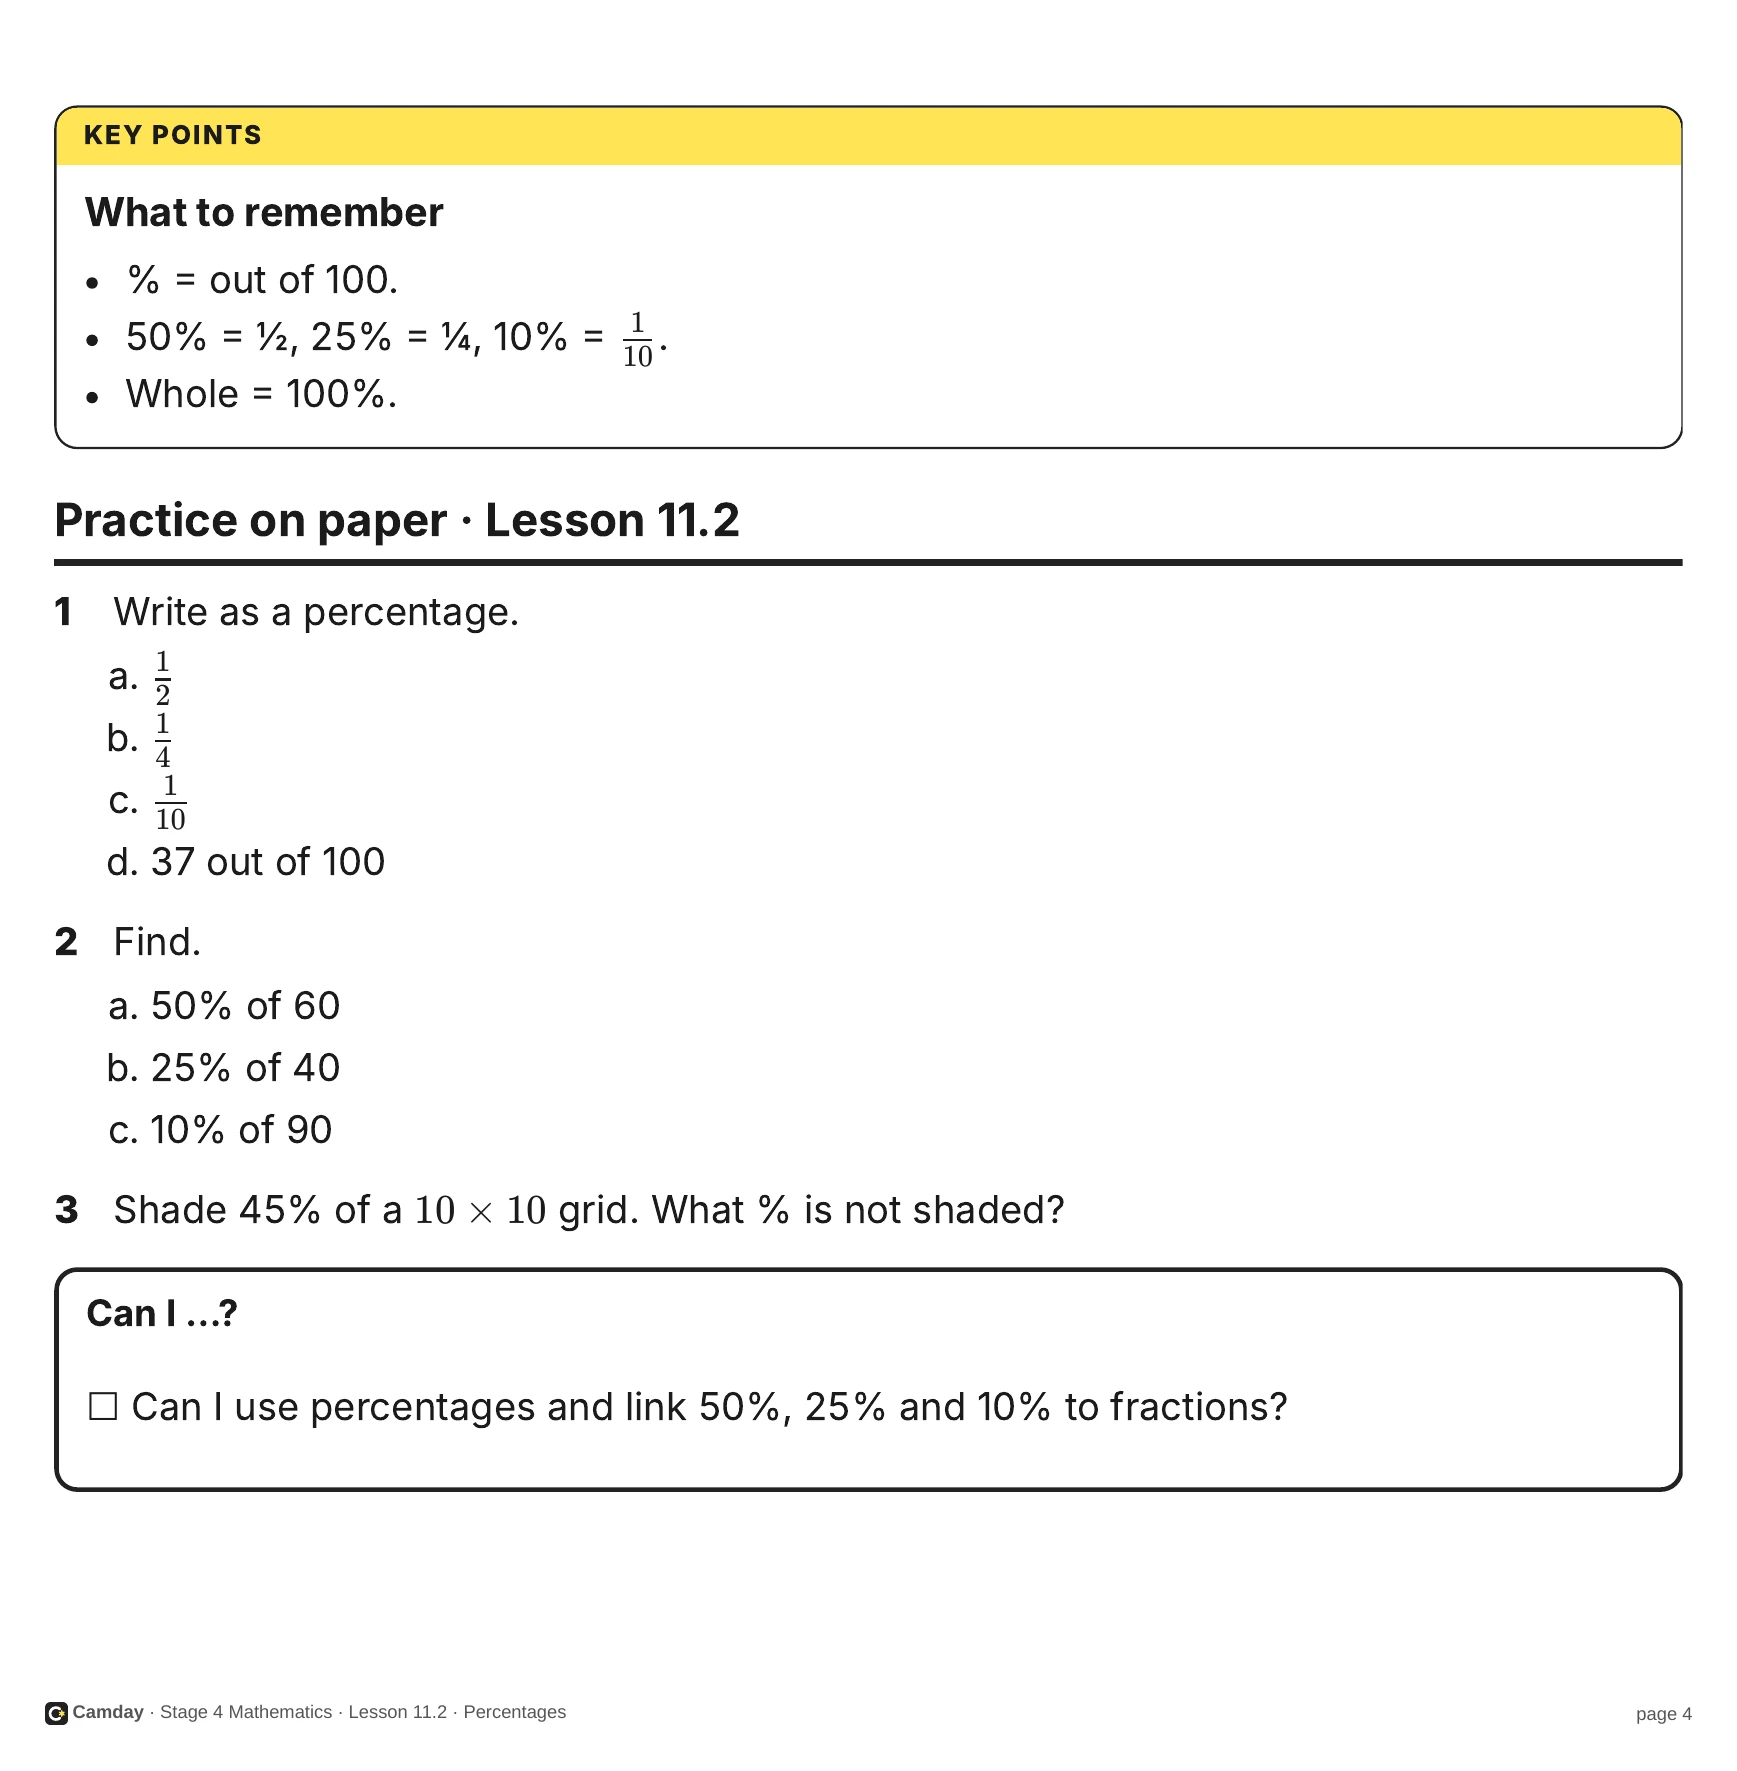 KEY POINTS
What to remember
• % = out of 100.
• 50% = ½, 25% = ¼, 10% = 1/10.
• Whole = 100%.
Practice on paper · Lesson 11.2
1 Write as a percentage.
a. 1/2
b. 1/4
c. 1/10
d. 37 out of 100
2 Find.
a. 50% of 60
b. 25% of 40
c. 10% of 90
3 Shade 45% of a 10 × 10 grid. What % is not shaded?
Can I …?
☐ Can I use percentages and link 50%, 25% and 10% to fractions?
Camday · Stage 4 Mathematics · Lesson 11.2 · Percentages
page 4